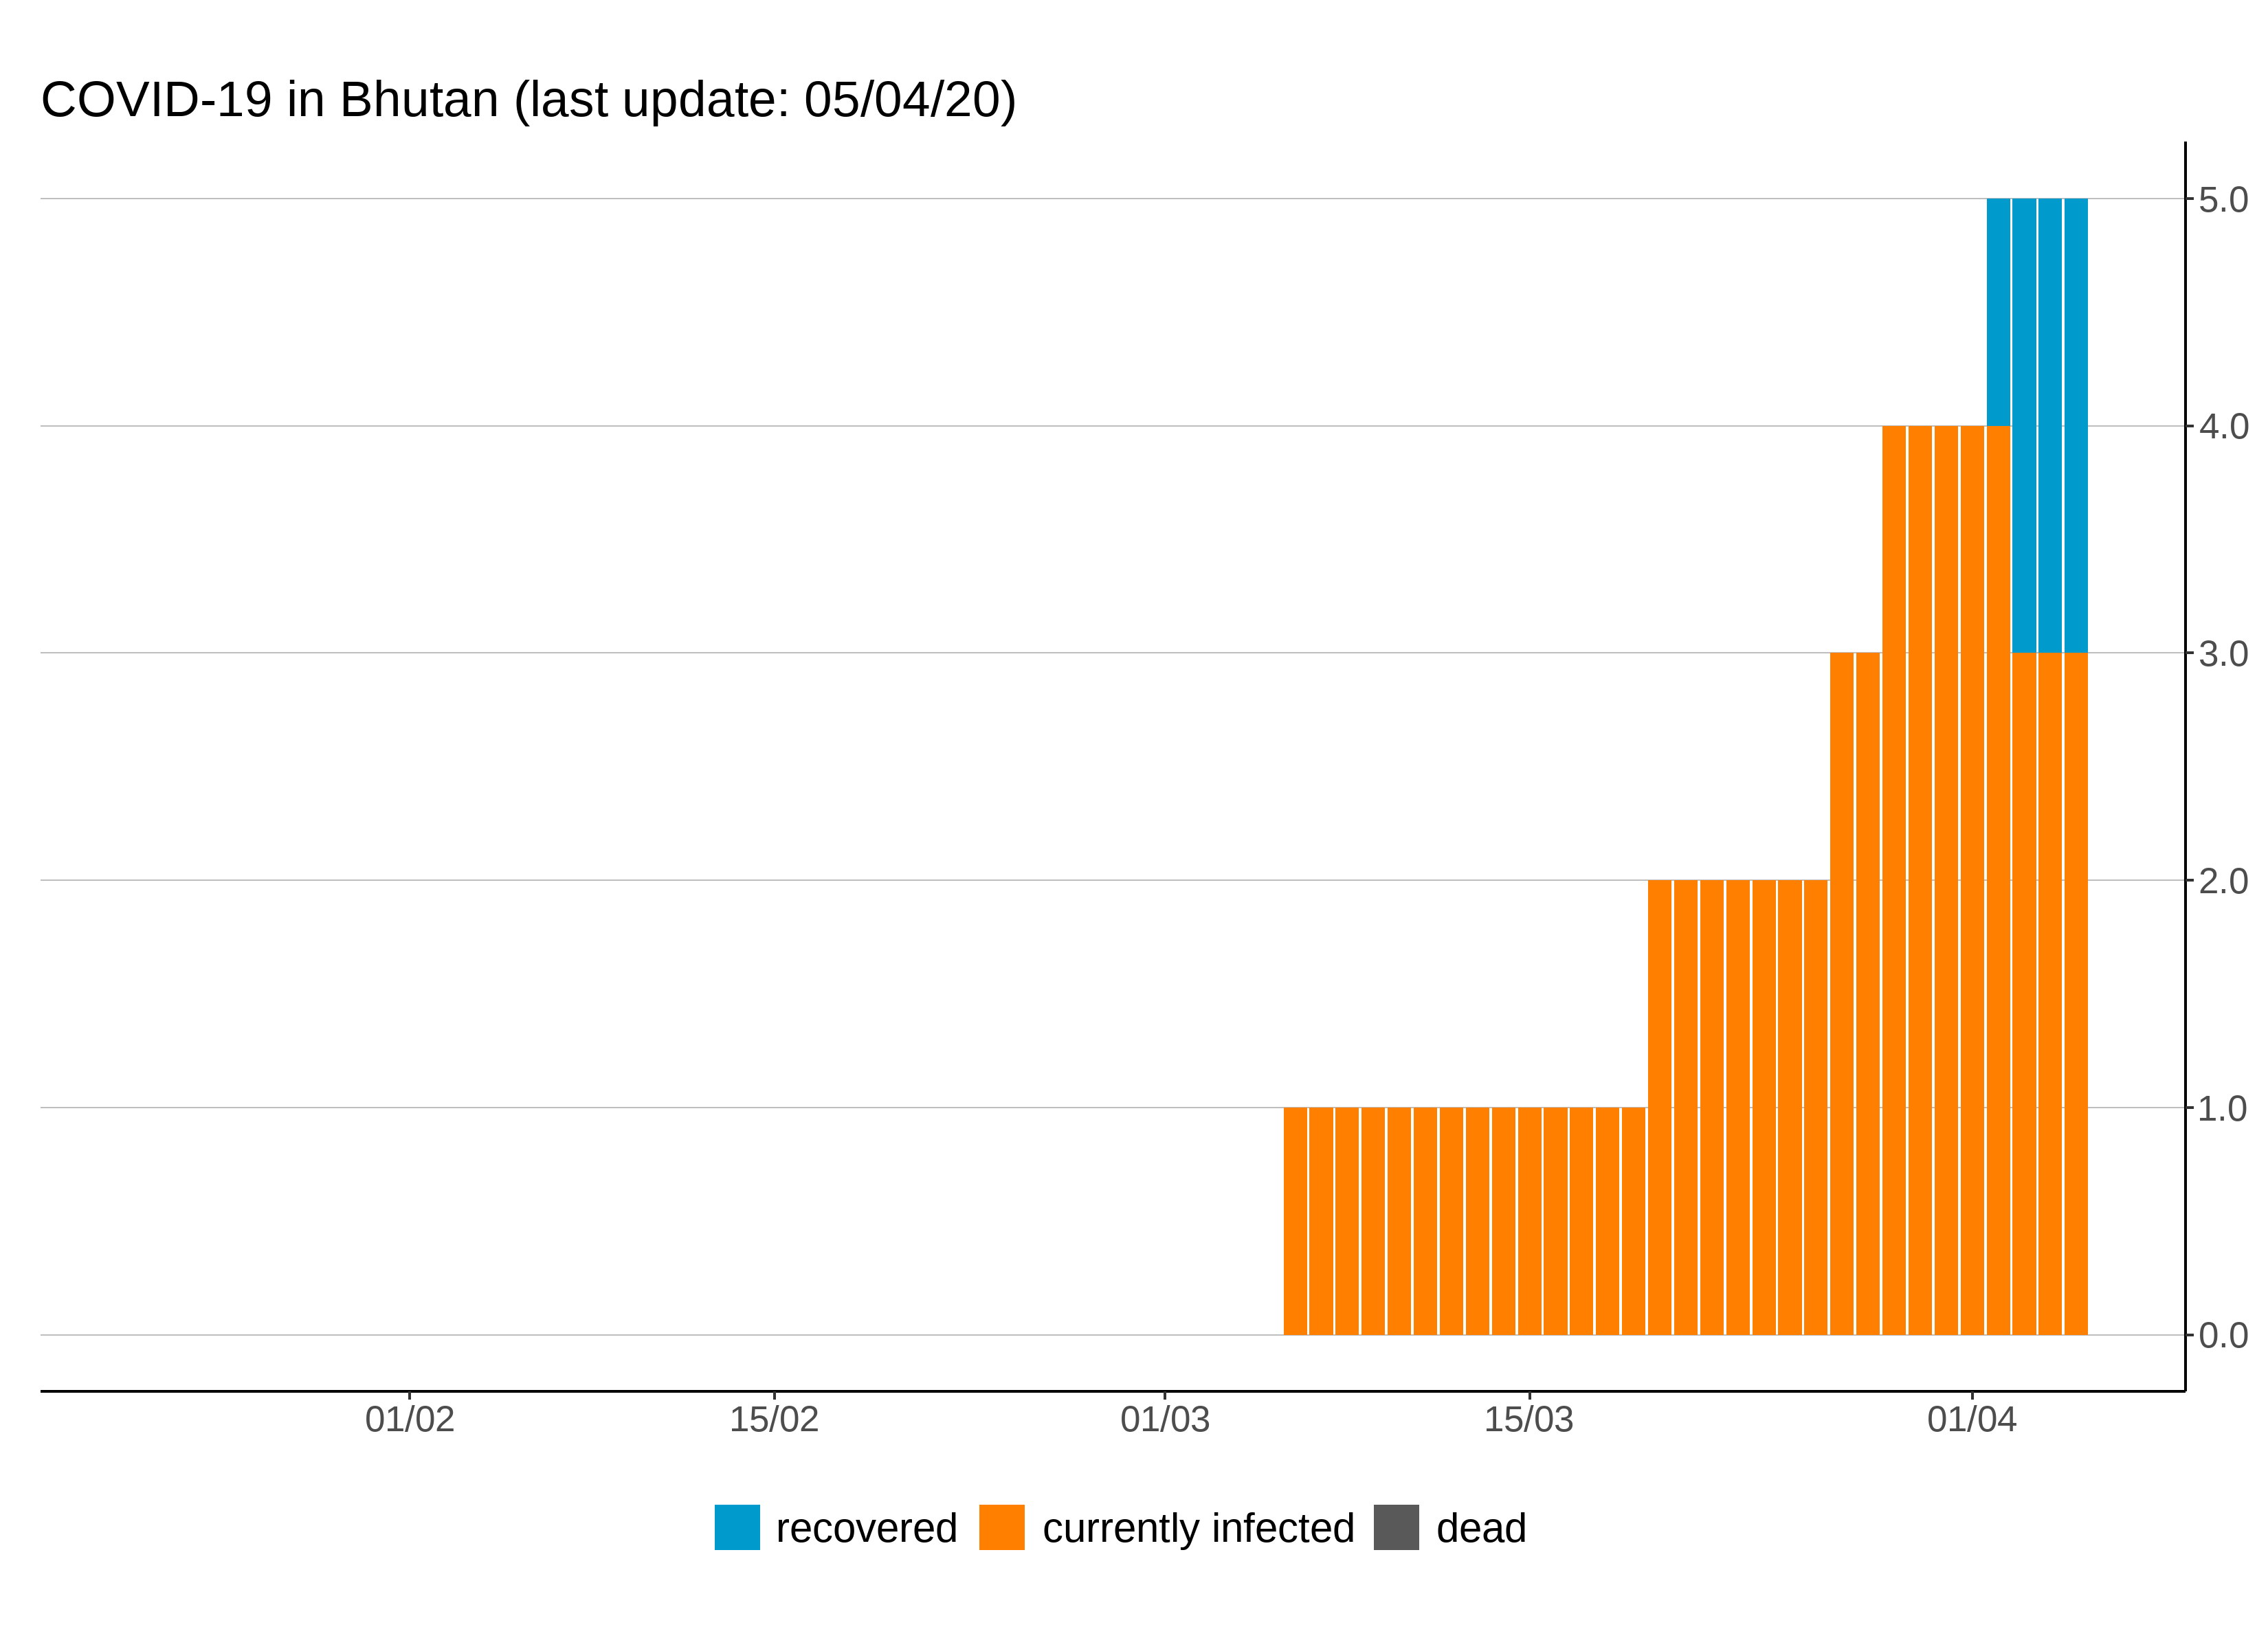 COVID-19 in Bhutan (last update: 05/04/20)
5.0
4.0
3.0
2.0
1.0
0.0
01/02 15/02 01/03 15/03 01/04
recovered currently infected dead